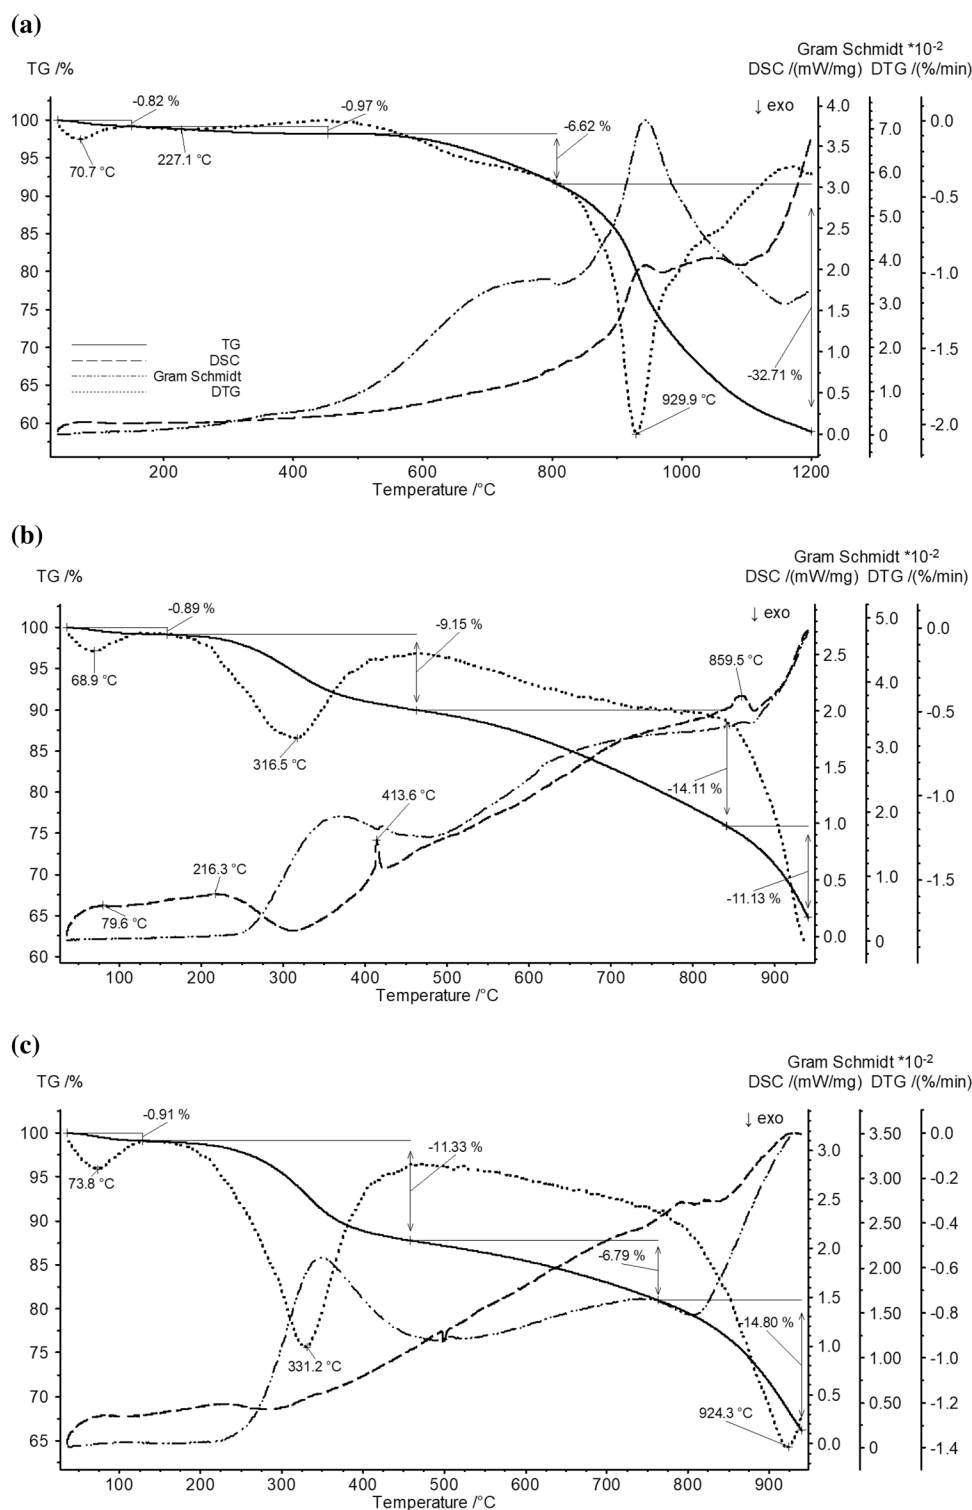 (a)
Gram Schmidt *10-2
TG /% DSC /(mW/mg) DTG /(%/min)
↓ exo
-0.82 %
-0.97 %
-6.62 %
70.7 °C
227.1 °C
-32.71 %
929.9 °C
TG
DSC
Gram Schmidt
DTG
100
95
90
85
80
75
70
65
60
4.0
3.5
3.0
2.5
2.0
1.5
1.0
0.5
0.0
7.0
6.0
5.0
4.0
3.0
2.0
1.0
0
0.0
-0.5
-1.0
-1.5
-2.0
200 400 600 800 1000 1200
Temperature /°C
(b)
Gram Schmidt *10-2
TG /% DSC /(mW/mg) DTG /(%/min)
↓ exo
-0.89 %
-9.15 %
859.5 °C
68.9 °C
316.5 °C
413.6 °C
-14.11 %
216.3 °C
79.6 °C
-11.13 %
100
95
90
85
80
75
70
65
60
2.5
2.0
1.5
1.0
0.5
0.0
5.0
4.0
3.0
2.0
1.0
0
0.0
-0.5
-1.0
-1.5
100 200 300 400 500 600 700 800 900
Temperature /°C
(c)
Gram Schmidt *10-2
TG /% DSC /(mW/mg) DTG /(%/min)
↓ exo
-0.91 %
-11.33 %
73.8 °C
-6.79 %
-14.80 %
331.2 °C
924.3 °C
100
95
90
85
80
75
70
65
3.0
2.5
2.0
1.5
1.0
0.5
0.0
3.50
3.00
2.50
2.00
1.50
1.00
0.50
0
0.0
-0.2
-0.4
-0.6
-0.8
-1.0
-1.2
-1.4
100 200 300 400 500 600 700 800 900
Temperature /°C